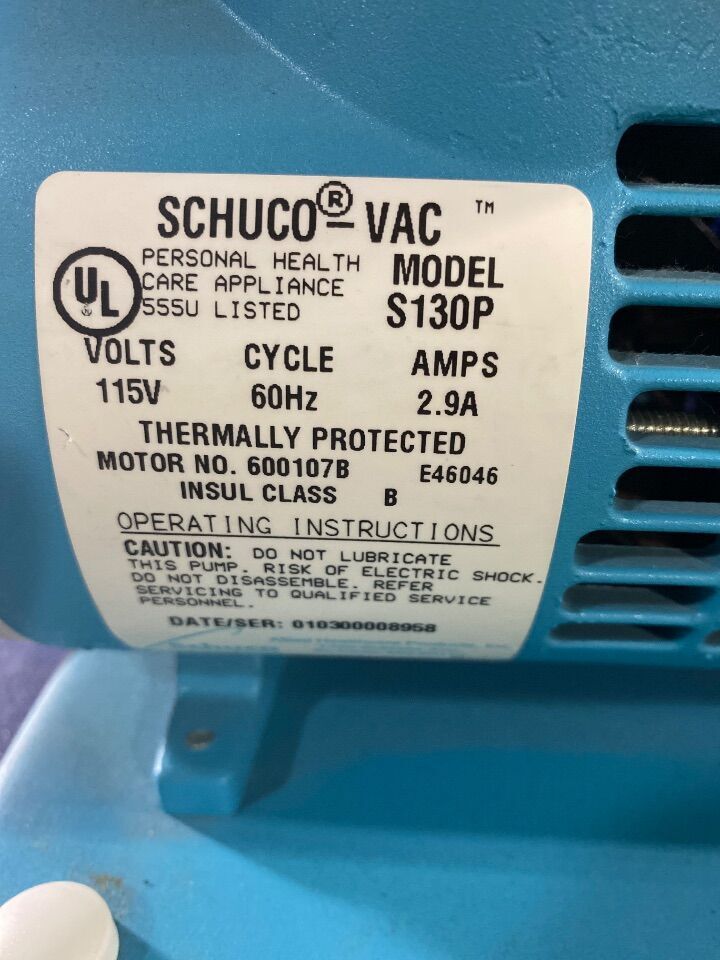 SCHUCO®-VAC ™
UL
PERSONAL HEALTH
CARE APPLIANCE
555U LISTED
MODEL
S130P
VOLTS CYCLE AMPS
115V 60Hz 2.9A
THERMALLY PROTECTED
MOTOR NO. 600107B E46046
INSUL CLASS B
OPERATING INSTRUCTIONS
CAUTION: DO NOT LUBRICATE
THIS PUMP. RISK OF ELECTRIC SHOCK.
DO NOT DISASSEMBLE. REFER
SERVICING TO QUALIFIED SERVICE
PERSONNEL.
DATE/SER: 010300008958